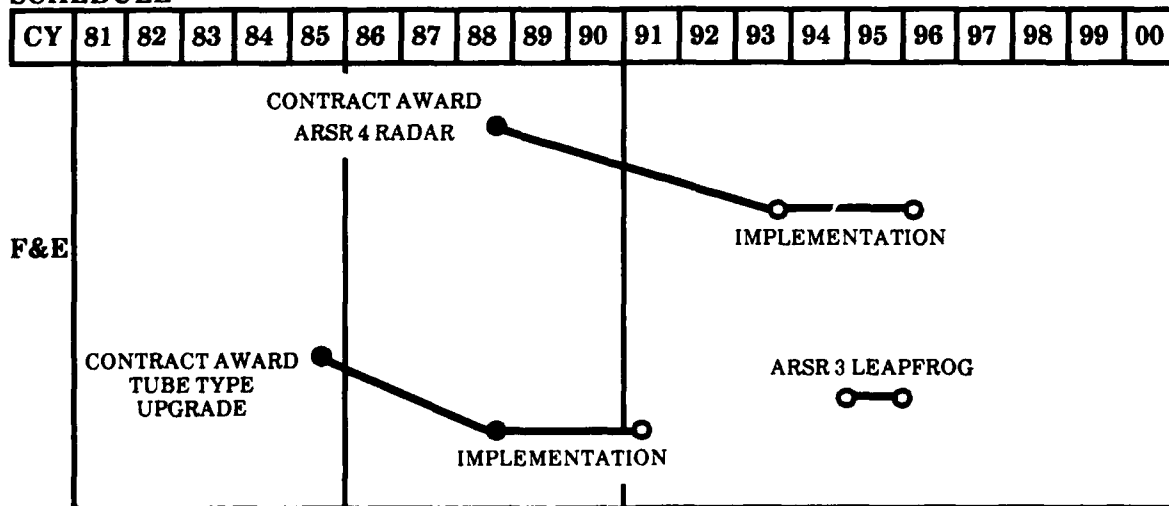 SCHEDULE
CY 81 82 83 84 85 86 87 88 89 90 91 92 93 94 95 96 97 98 99 00
CONTRACT AWARD
ARSR 4 RADAR
IMPLEMENTATION
F&E
CONTRACT AWARD
TUBE TYPE
UPGRADE
ARSR 3 LEAPFROG
IMPLEMENTATION